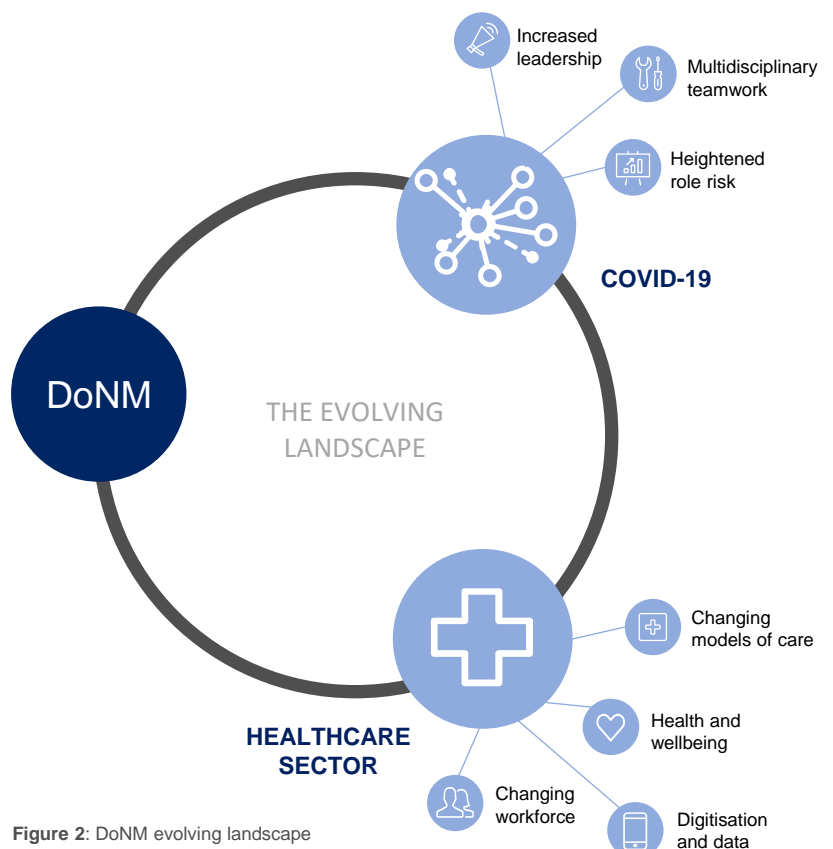 Increased
leadership
Multidisciplinary
teamwork
Heightened
role risk
COVID-19
DoNM
THE EVOLVING
LANDSCAPE
Changing
models of care
Health and
wellbeing
HEALTHCARE
SECTOR
Changing
workforce
Digitisation
and data
Figure 2: DoNM evolving landscape